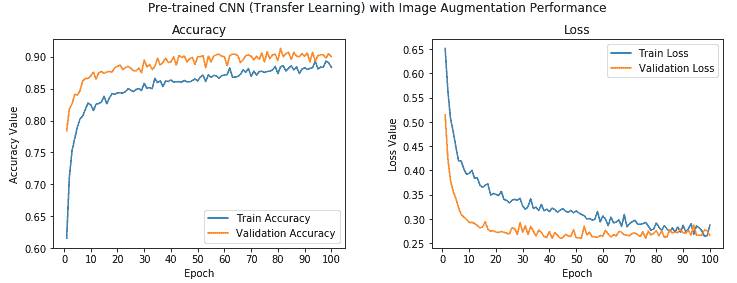 Pre-trained CNN (Transfer Learning) with Image Augmentation Performance
Accuracy
Accuracy Value
0.90
0.85
0.80
0.75
0.70
0.65
0.60
0 10 20 30 40 50 60 70 80 90 100
Epoch
Train Accuracy
Validation Accuracy
Loss
Loss Value
0.65
0.60
0.55
0.50
0.45
0.40
0.35
0.30
0.25
0 10 20 30 40 50 60 70 80 90 100
Epoch
Train Loss
Validation Loss